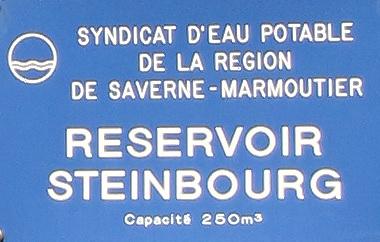 SYNDICAT D'EAU POTABLE
DE LA REGION
DE SAVERNE-MARMOUTIER
RESERVOIR
STEINBOURG
Capacité 250m³